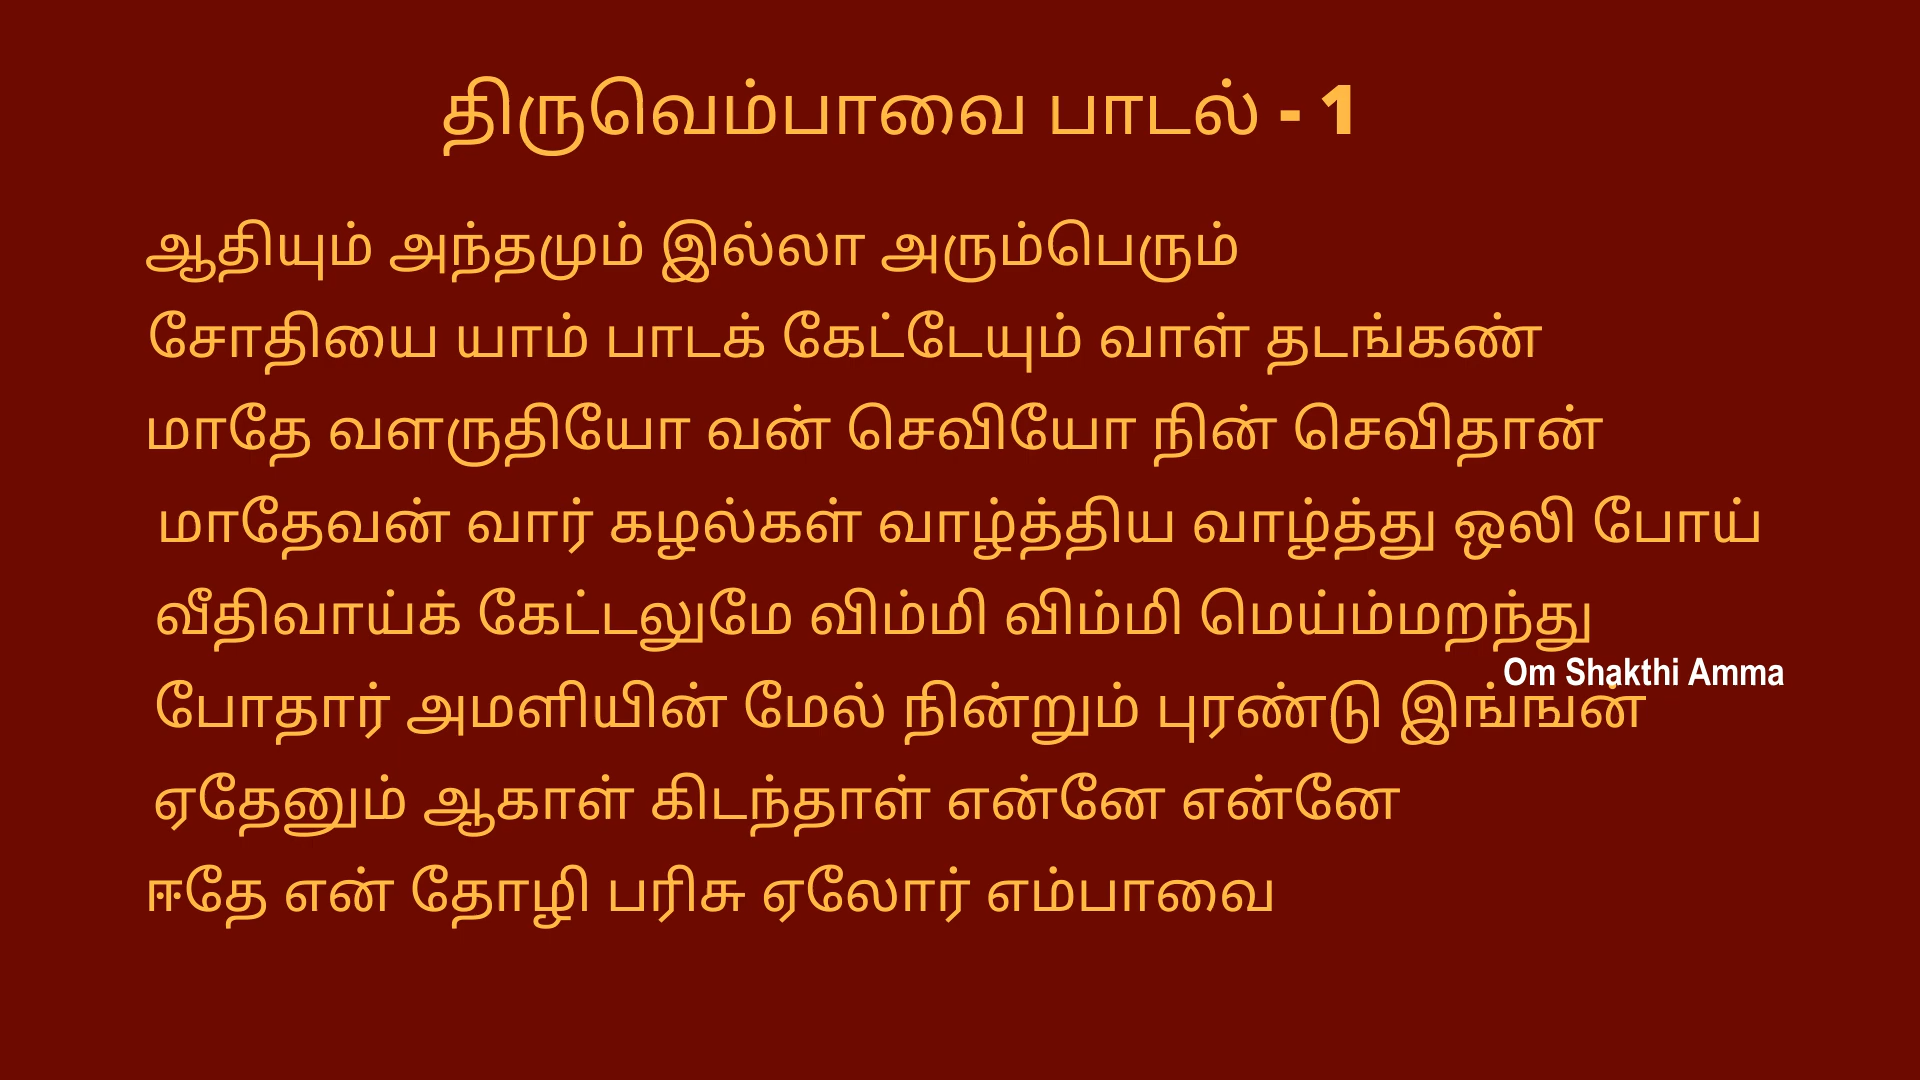 திருவெம்பாவை பாடல் - 1
ஆதியும் அந்தமும் இல்லா அரும்பெரும்
சோதியை யாம் பாடக் கேட்டேயும் வாள் தடங்கண்
மாதே வளருதியோ வன் செவியோ நின் செவிதான்
மாதேவன் வார் கழல்கள் வாழ்த்திய வாழ்த்து ஒலி போய்
வீதிவாய்க் கேட்டலுமே விம்மி விம்மி மெய்ம்மறந்து
Om Shakthi Amma
போதார் அமளியின் மேல் நின்றும் புரண்டு இங்ஙன்
ஏதேனும் ஆகாள் கிடந்தாள் என்னே என்னே
ஈதே என் தோழி பரிசு ஏலோர் எம்பாவை